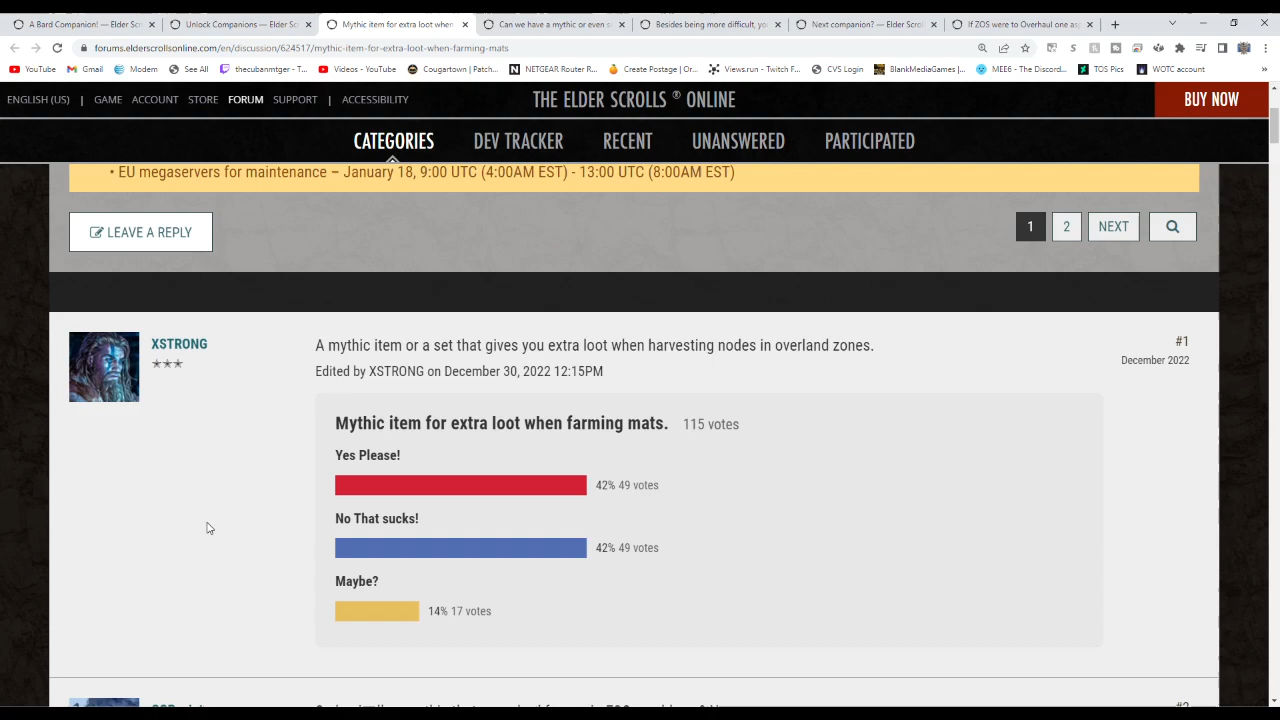 A Bard Companion! — Elder Scr
Unlock Companions — Elder Sc
Mythic item for extra loot when
Can we have a mythic or even s
Besides being more difficult, yo
Next companion? — Elder Scrol
If ZOS were to Overhaul one asp
forums.elderscrollsonline.com/en/discussion/624517/mythic-item-for-extra-loot-when-farming-mats
YouTube
Gmail
Modem
See All
thecubanmtger - T...
Videos - YouTube
Cougartown | Patch...
NETGEAR Router R...
Create Postage | Or...
Views.run - Twitch F...
CVS Login
BlankMediaGames |...
MEE6 - The Discord...
TOS Pics
WOTC account
ENGLISH (US) | GAME ACCOUNT STORE FORUM SUPPORT | ACCESSIBILITY
THE ELDER SCROLLS ® ONLINE
BUY NOW
CATEGORIES DEV TRACKER RECENT UNANSWERED PARTICIPATED
• EU megaservers for maintenance – January 18, 9:00 UTC (4:00AM EST) - 13:00 UTC (8:00AM EST)
LEAVE A REPLY
1 2 NEXT
XSTRONG
A mythic item or a set that gives you extra loot when harvesting nodes in overland zones.
#1
December 2022
Edited by XSTRONG on December 30, 2022 12:15PM
Mythic item for extra loot when farming mats. 115 votes
Yes Please!
42% 49 votes
No That sucks!
42% 49 votes
Maybe?
14% 17 votes